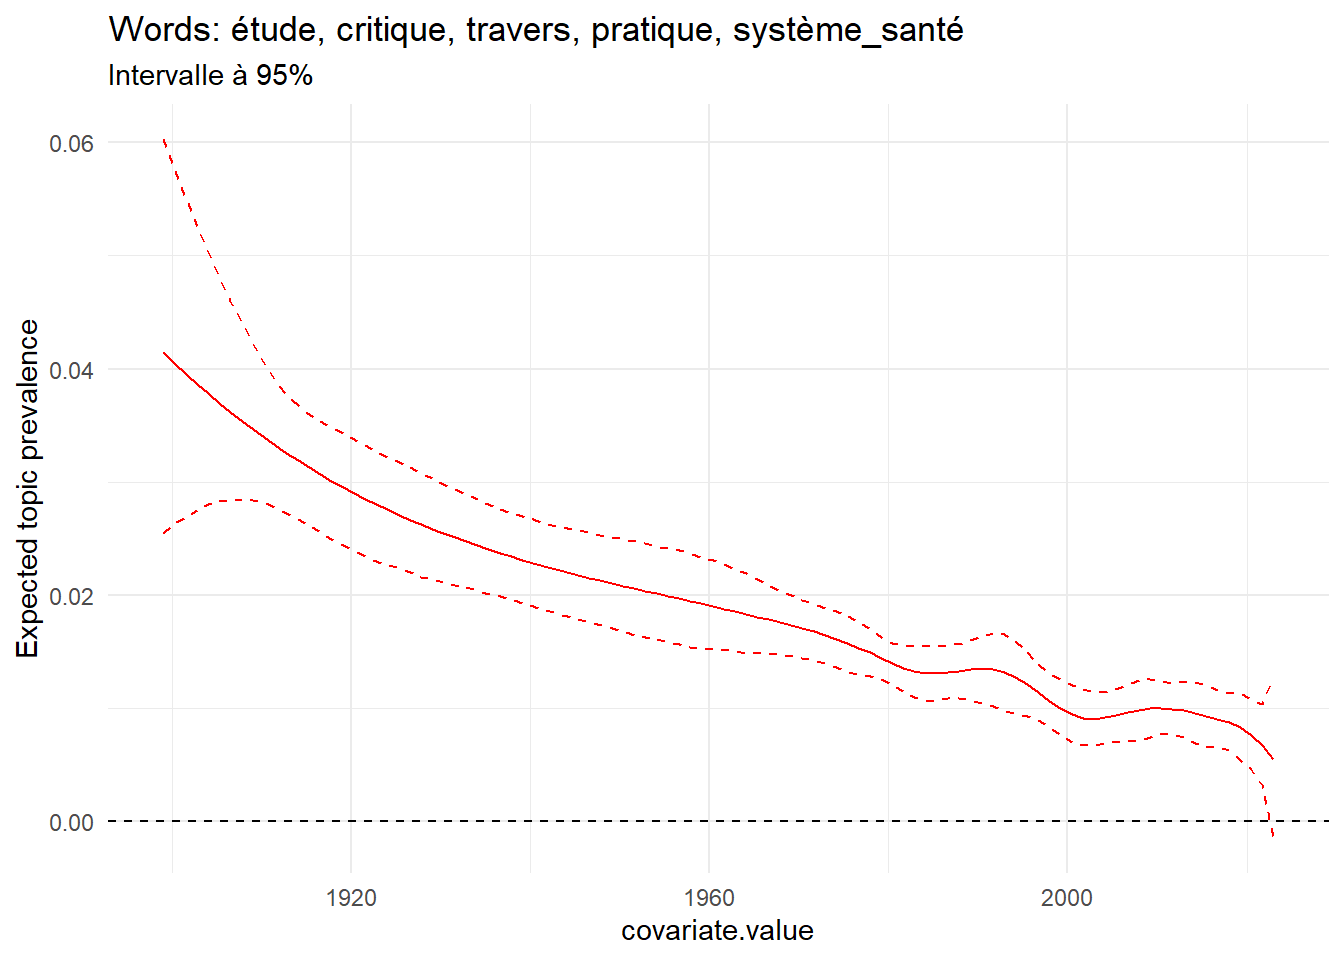 Words: étude, critique, travers, pratique, système_santé
Intervalle à 95%
Expected topic prevalence
0.06
0.04
0.02
0.00
1920
1960
2000
covariate.value